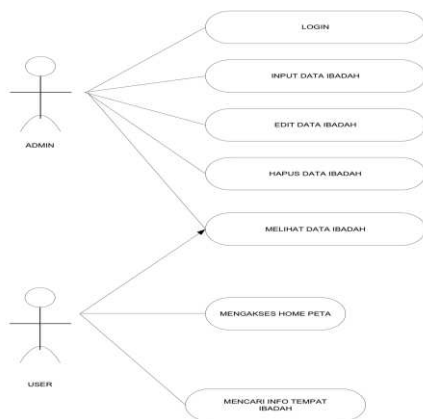 LOGIN
INPUT DATA IBADAH
EDIT DATA IBADAH
ADMIN
HAPUS DATA IBADAH
MELIHAT DATA IBADAH
MENGAKSES HOME PETA
USER
MENCARI INFO TEMPAT
IBADAH